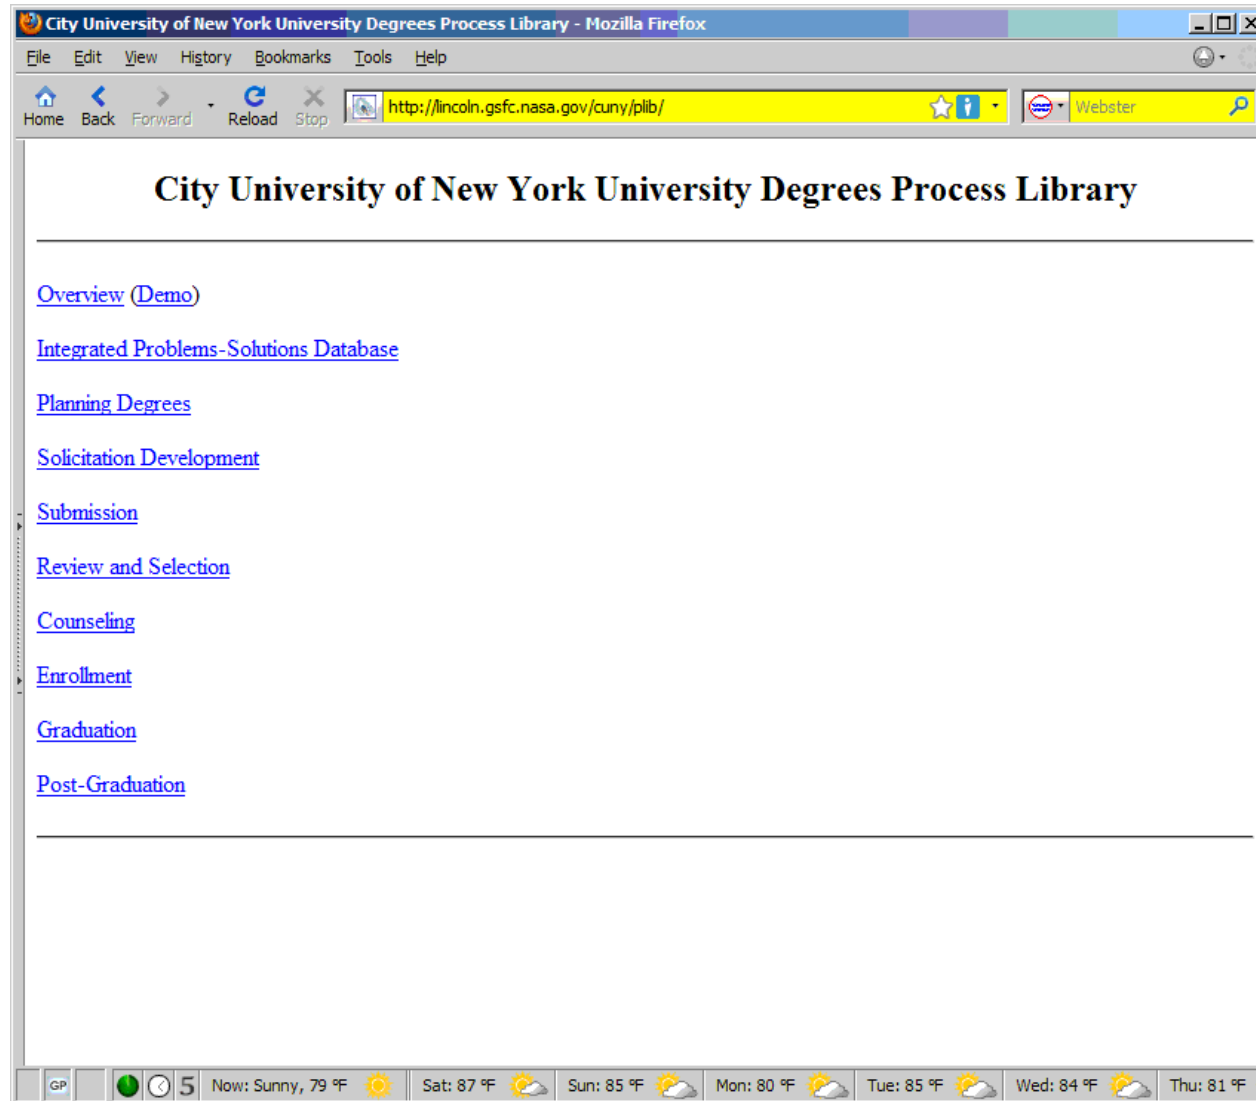 City University of New York University Degrees Process Library - Mozilla Firefox
File Edit View History Bookmarks Tools Help
Home Back Forward Reload Stop http://lincoln.gsfc.nasa.gov/cuny/plib/ Webster
City University of New York University Degrees Process Library
Overview (Demo)
Integrated Problems-Solutions Database
Planning Degrees
Solicitation Development
Submission
Review and Selection
Counseling
Enrollment
Graduation
Post-Graduation
GP 5 Now: Sunny, 79 °F Sat: 87 °F Sun: 85 °F Mon: 80 °F Tue: 85 °F Wed: 84 °F Thu: 81 °F